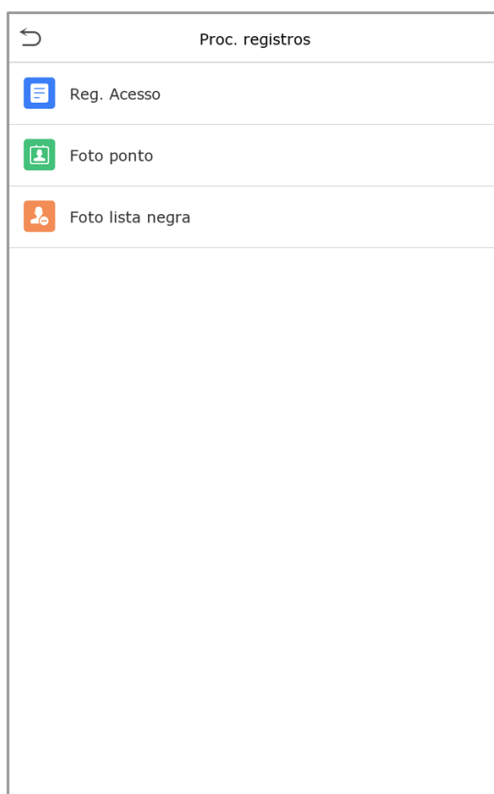 Proc. registros
Reg. Acesso
Foto ponto
Foto lista negra